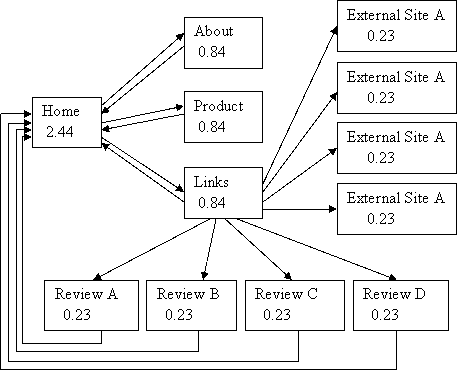 About
0.84
External Site A
0.23
External Site A
0.23
Home
2.44
Product
0.84
External Site A
0.23
Links
0.84
External Site A
0.23
Review A
0.23
Review B
0.23
Review C
0.23
Review D
0.23